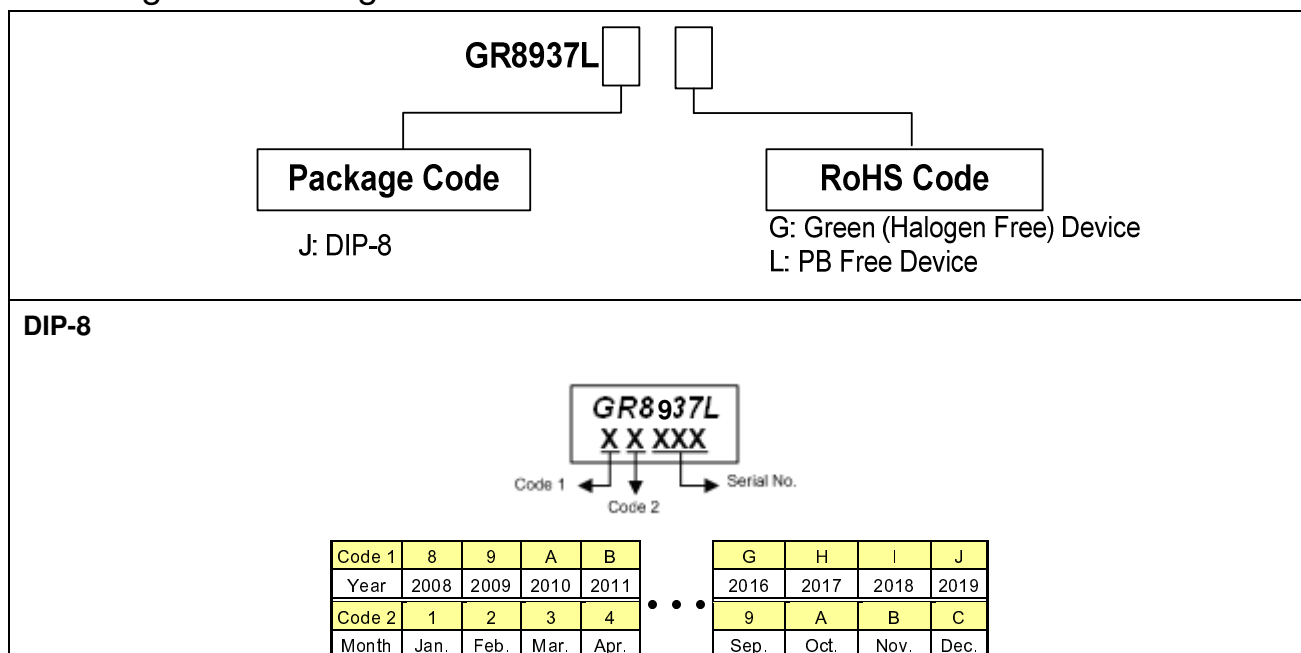 GR8937L
Package Code
RoHS Code
J: DIP-8
G: Green (Halogen Free) Device
L: PB Free Device
DIP-8
GR8937L
X X XXX
Code 1
Serial No.
Code 2
Code 1 8 9 A B G H I J
Year 2008 2009 2010 2011 • • • 2016 2017 2018 2019
Code 2 1 2 3 4 9 A B C
Month Jan. Feb. Mar. Apr. Sep. Oct. Nov. Dec.